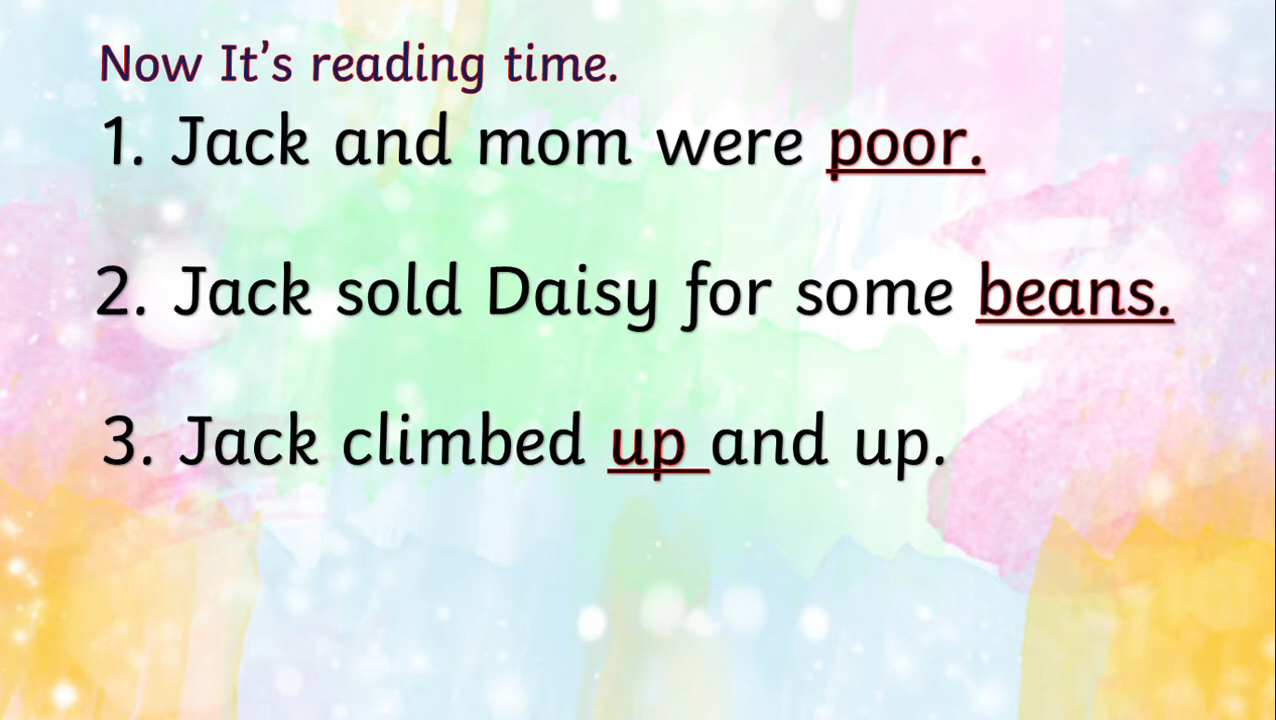 Now It’s reading time.
1. Jack and mom were poor.
2. Jack sold Daisy for some beans.
3. Jack climbed up and up.